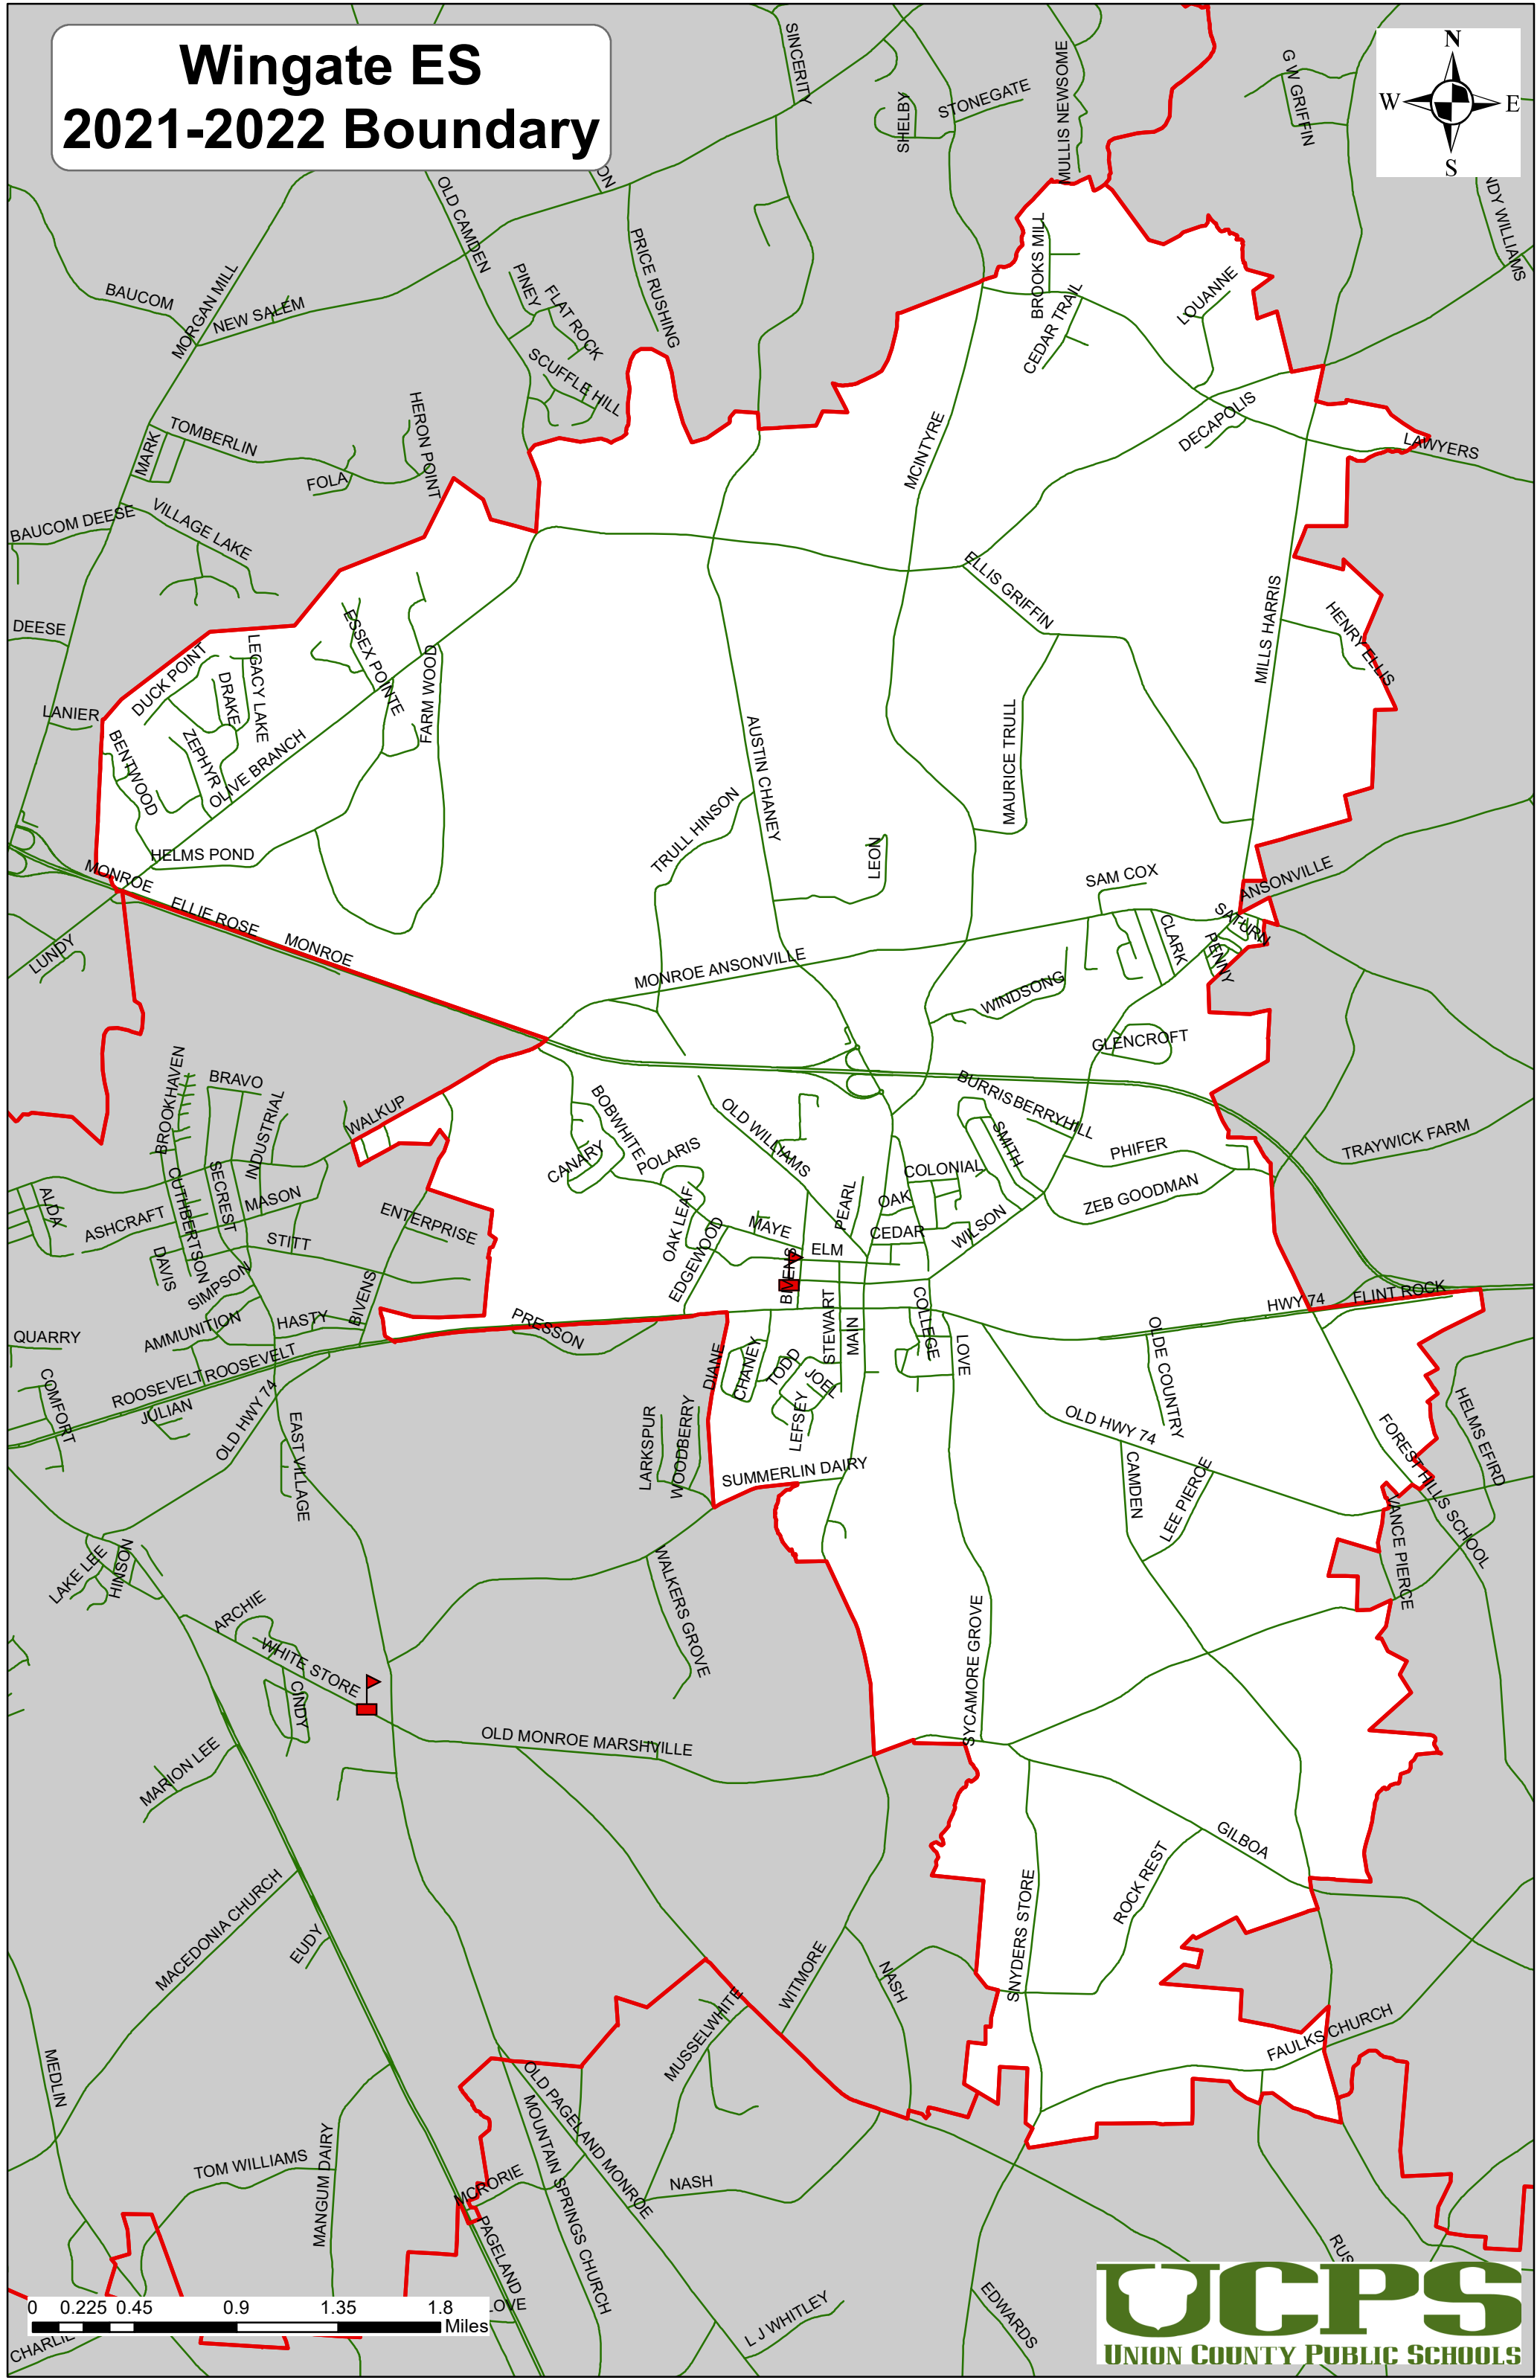 Wingate ES
2021-2022 Boundary
N
W
E
S
SINCERITY
SHELBY
STONEGATE
MULLIS NEWSOME
G W GRIFFIN
NDY WILLIAMS
ON
OLD CAMDEN
PRICE RUSHING
BAUCOM
MORGAN MILL
NEW SALEM
PINEY
FLAT ROCK
SCUFFLE HILL
BROOKS MILL
CEDAR TRAIL
LOUANNE
HERON POINT
TOMBERLIN
MARK
FOLA
MCINTYRE
DECAPOLIS
LAWYERS
BAUCOM DEESE
VILLAGE LAKE
ELLIS GRIFFIN
MILLS HARRIS
HENRY ELLIS
DEESE
DUCK POINT
LEGACY LAKE
DRAKE
ESSEX POINTE
FARM WOOD
LANIER
BENTWOOD
ZEPHYR
OLIVE BRANCH
AUSTIN CHANEY
MAURICE TRULL
TRULL HINSON
LEON
HELMS POND
MONROE
ELLIE ROSE
MONROE
LUNDY
SAM COX
ANSONVILLE
SATURN
CLARK
PENNY
MONROE ANSONVILLE
WINDSONG
GLENCROFT
BROOKHAVEN
BRAVO
INDUSTRIAL
WALKUP
BOBWHITE
CANARY
POLARIS
OLD WILLIAMS
BURRIS
BERRYHILL
SMITH
PHIFER
TRAYWICK FARM
ZEB GOODMAN
COLONIAL
PEARL
OAK
CEDAR
WILSON
ALDA
ASHCRAFT
CUTHBERTSON
SECREST
MASON
ENTERPRISE
STITT
DAVIS
SIMPSON
OAK LEAF
EDGEWOOD
MAYE
ELM
BIVENS
AMMUNITION
HASTY
BIVENS
QUARRY
PRESSON
STEWART
MAIN
COLLEGE
LOVE
HWY 74
FLINT ROCK
ROOSEVELT
ROOSEVELT
DIANE
CHANEY
TODD
JOEL
LEFSEY
OLDE COUNTRY
COMFORT
JULIAN
OLD HWY 74
EAST VILLAGE
LARKSPUR
WOODBERRY
SUMMERLIN DAIRY
OLD HWY 74
CAMDEN
LEE PIERCE
FOREST HILLS SCHOOL
HELMS EFIRD
VANCE PIERCE
LAKE LEE
HINSON
WALKERS GROVE
ARCHIE
WHITE STORE
CINDY
SYCAMORE GROVE
OLD MONROE MARSHVILLE
MARION LEE
GILBOA
ROCK REST
SNYDERS STORE
MACEDONIA CHURCH
EUDY
WITMORE
NASH
MUSSELWHITE
FAULKS CHURCH
MEDLIN
OLD PAGELAND MONROE
MOUNTAIN SPRINGS CHURCH
TOM WILLIAMS
MANGUM DAIRY
MCRORIE
NASH
PAGELAND
RUS
LOVE
EDWARDS
L J WHITLEY
CHARLIE
0 0.225 0.45 0.9 1.35 1.8
Miles
UCPS
UNION COUNTY PUBLIC SCHOOLS